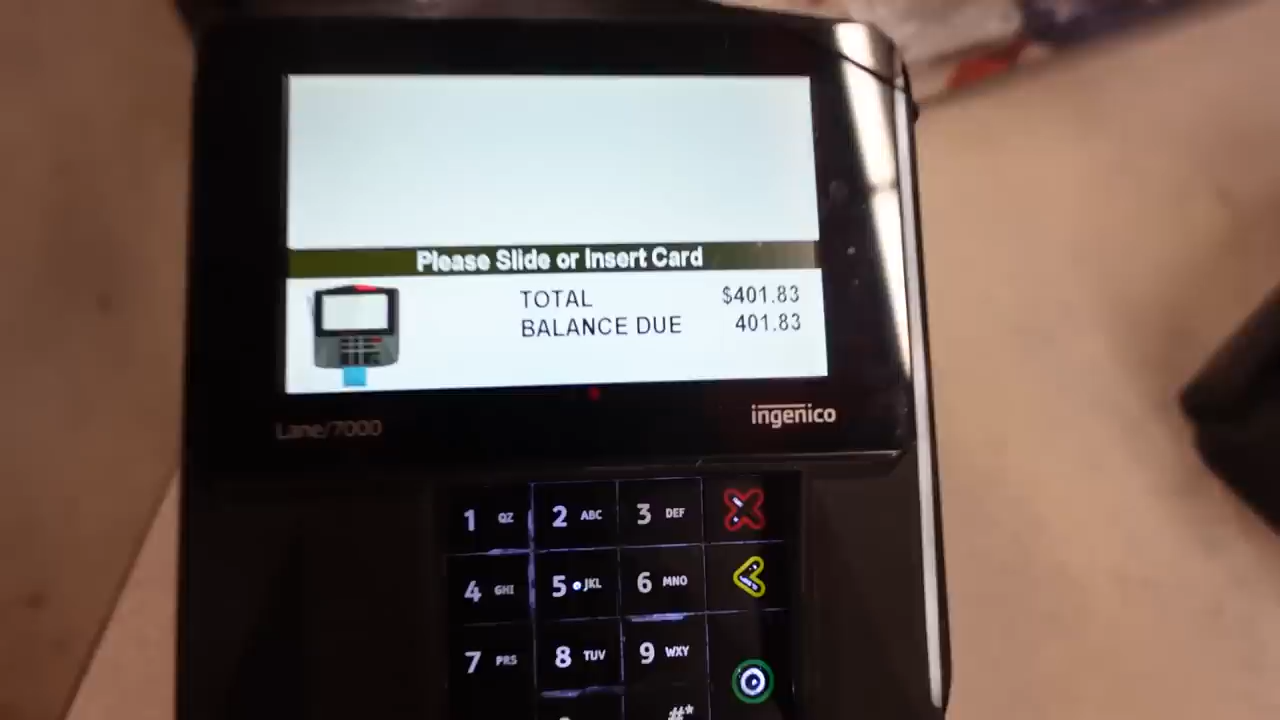 Please Slide or Insert Card
TOTAL $401.83
BALANCE DUE 401.83
Lane/7000 ingenico
1 QZ 2 ABC 3 DEF
4 GHI 5 JKL 6 MNO
7 PRS 8 TUV 9 WXY
#*